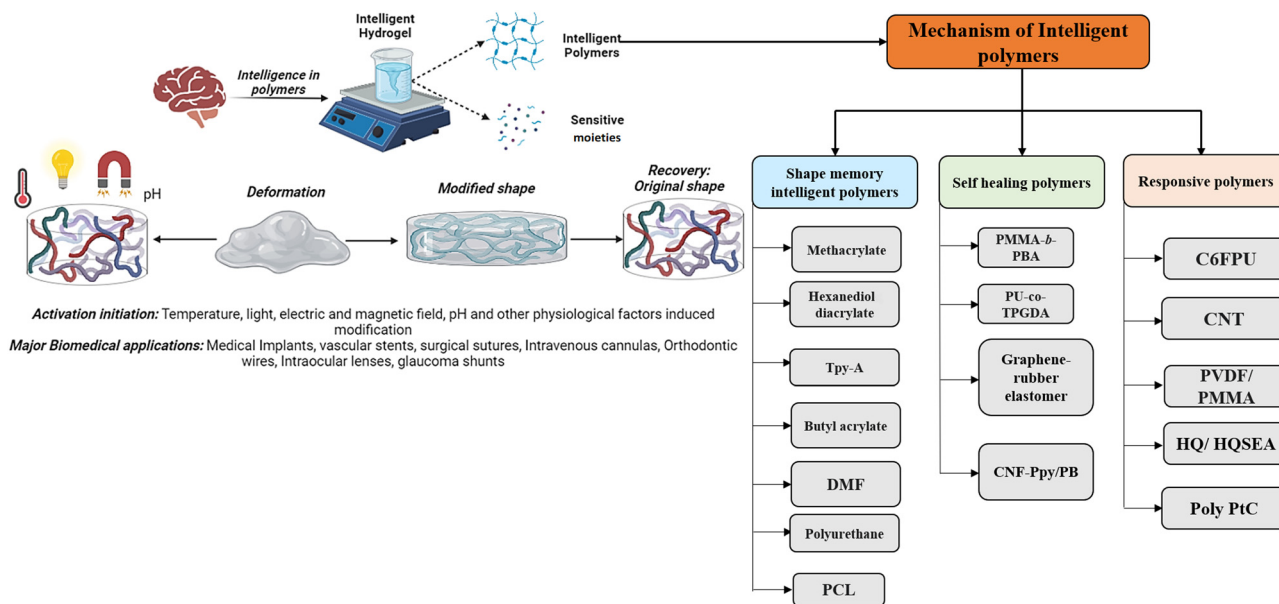 Intelligent
Hydrogel
Intelligence in
polymers
Intelligent
Polymers
Sensitive
moieties
Mechanism of Intelligent
polymers
pH
Deformation
Modified shape
Recovery:
Original shape
Activation initiation: Temperature, light, electric and magnetic field, pH and other physiological factors induced
modification
Major Biomedical applications: Medical Implants, vascular stents, surgical sutures, Intravenous cannulas, Orthodontic
wires, Intraocular lenses, glaucoma shunts
Shape memory
intelligent polymers
Methacrylate
Hexanediol
diacrylate
Tpy-A
Butyl acrylate
DMF
Polyurethane
PCL
Self healing polymers
PMMA-b-
PBA
PU-co-
TPGDA
Graphene-
rubber
elastomer
CNF-Ppy/PB
Responsive polymers
C6FPU
CNT
PVDF/
PMMA
HQ/ HQSEA
Poly PtC